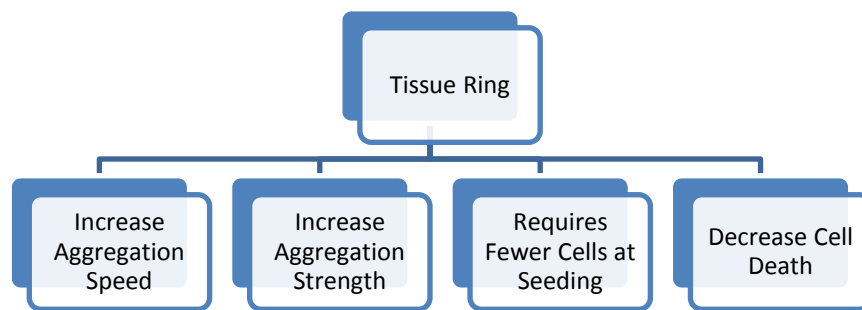 Tissue Ring
Increase
Aggregation
Speed
Increase
Aggregation
Strength
Requires
Fewer Cells at
Seeding
Decrease Cell
Death